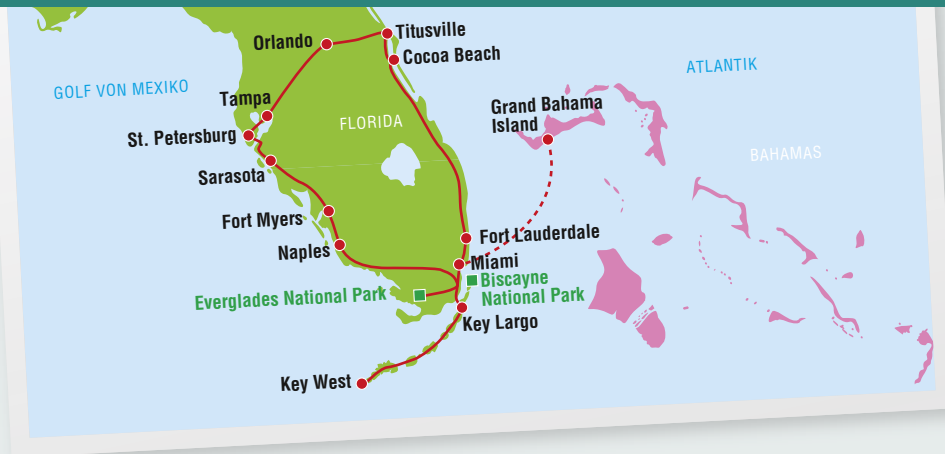 Titusville
Orlando
Cocoa Beach
ATLANTIK
GOLF VON MEXIKO
Tampa
Grand Bahama
Island
FLORIDA
St. Petersburg
BAHAMAS
Sarasota
Fort Myers
Fort Lauderdale
Naples
Miami
Biscayne
National Park
Everglades National Park
Key Largo
Key West